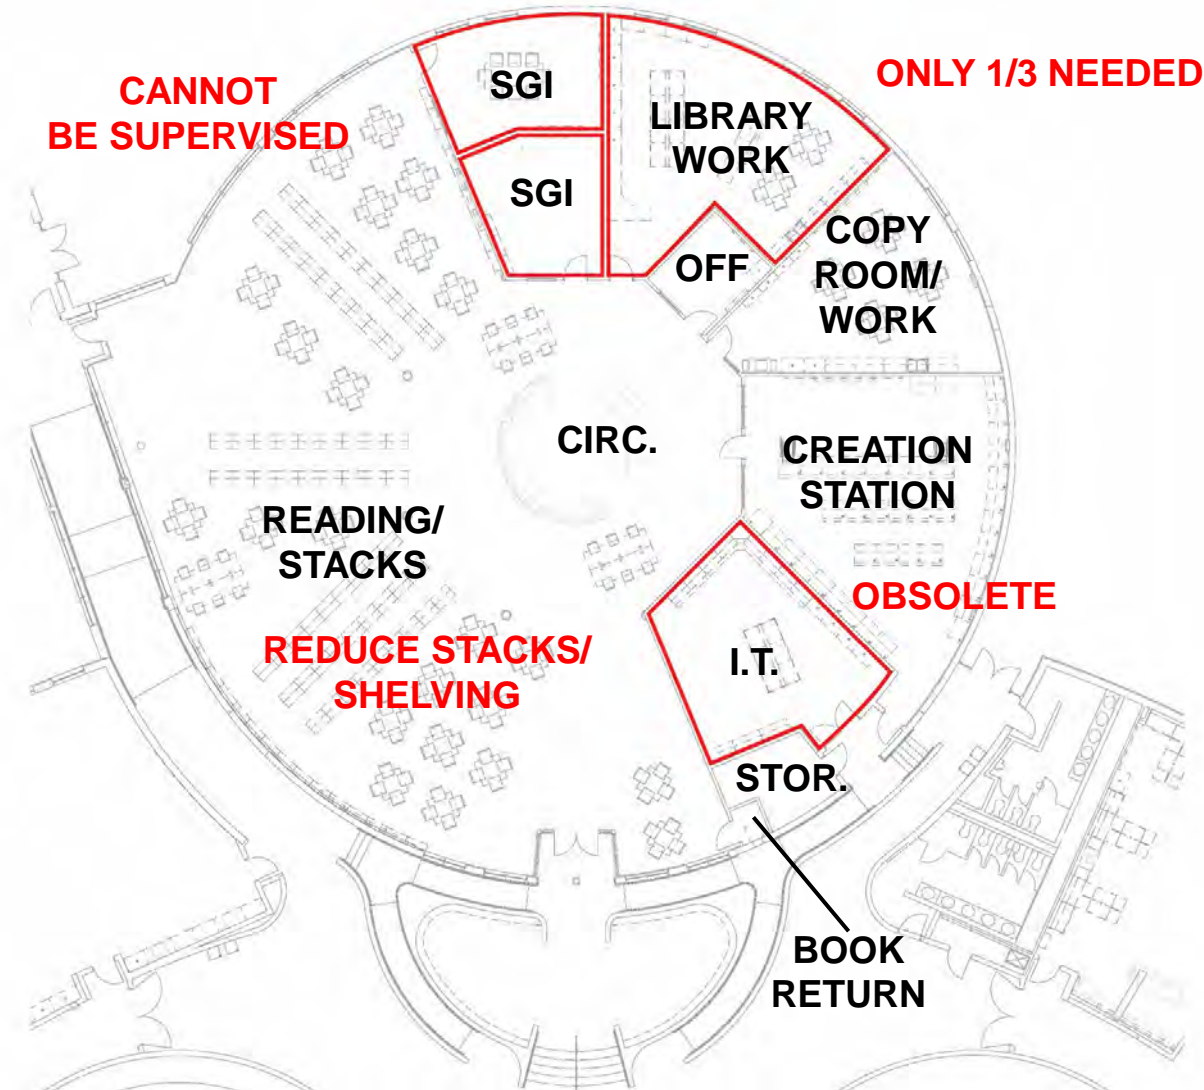 CANNOT
BE SUPERVISED
SGI
SGI
LIBRARY
WORK
ONLY 1/3 NEEDED
OFF
COPY
ROOM/
WORK
CIRC.
CREATION
STATION
READING/
STACKS
OBSOLETE
REDUCE STACKS/
SHELVING
I.T.
STOR.
BOOK
RETURN